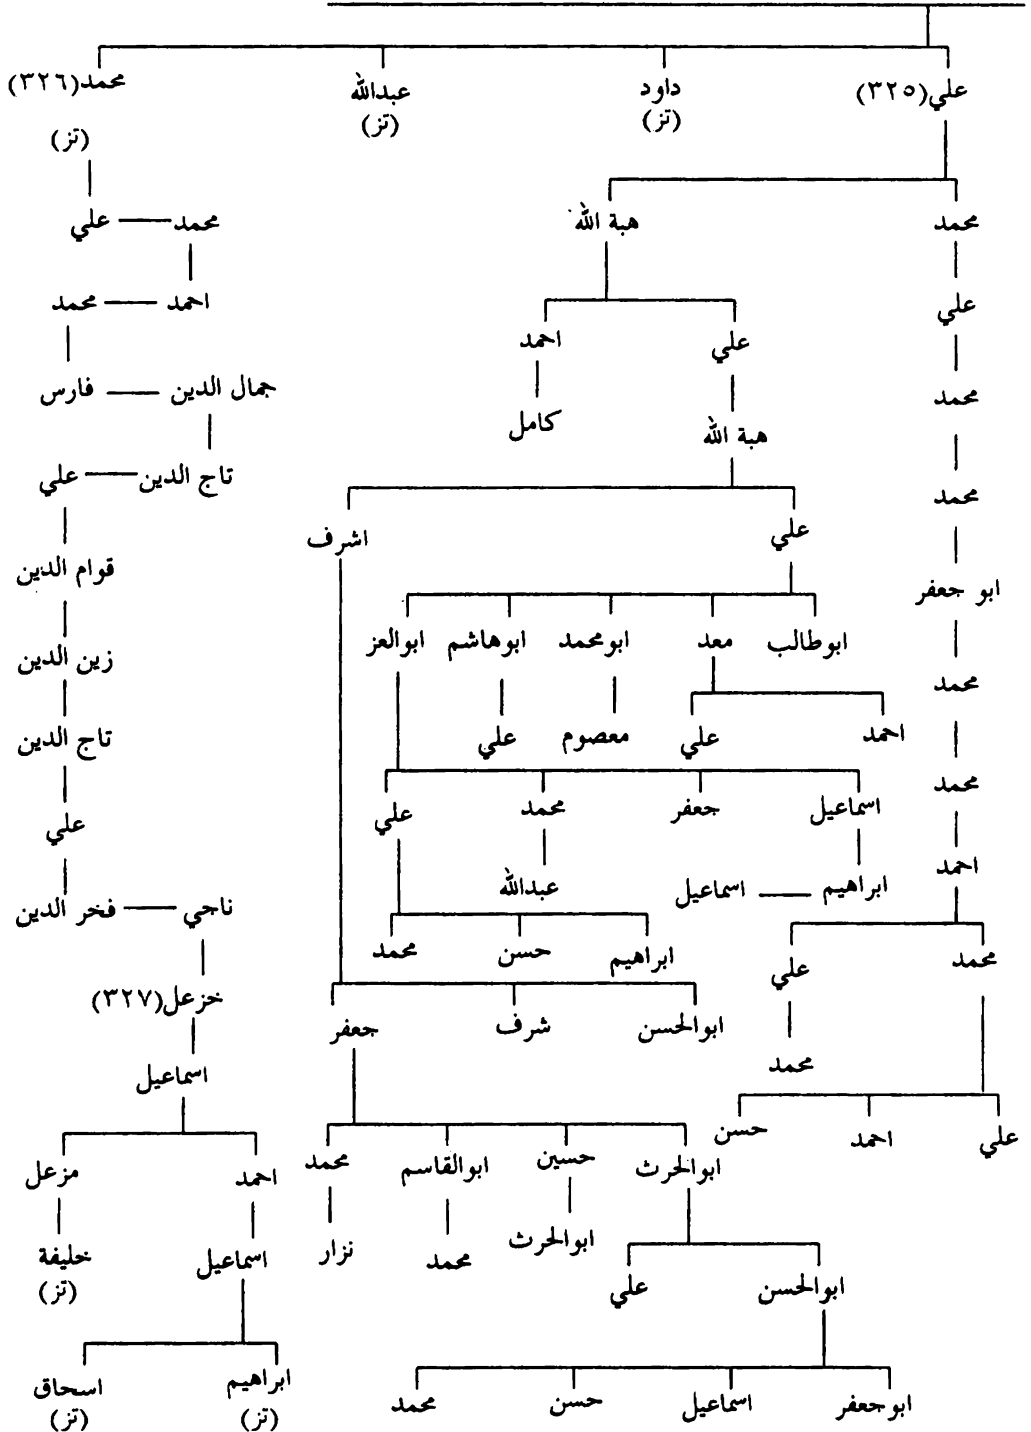 علي(٣٢٥) داود عبدالله محمد(٣٢٦)
(تز) (تز) (تز)
محمد هبة الله محمد علي
علي احمد محمد
احمد علي
محمد جمال الدين فارس
كامل هبة الله
محمد تاج الدين علي
علي اشرف
ابو جعفر قوام الدين
ابوطالب معد ابومحمد ابوهاشم ابوالعز
محمد زين الدين
احمد علي معصوم علي تاج الدين
محمد
اسماعيل جعفر محمد علي علي
احمد ابراهيم اسماعيل عبدالله
ناجي فخر الدين
محمد علي ابراهيم حسن محمد
خزعل(٣٢٧)
ابوالحسن شرف جعفر
محمد اسماعيل
علي احمد حسن
ابوالحرث حسين ابوالقاسم محمد احمد مزعل
ابوالحرث محمد نزار اسماعيل خليفة
(تز)
ابوالحسن علي
ابراهيم اسحاق
(تز) (تز)
ابوجعفر اسماعيل حسن محمد